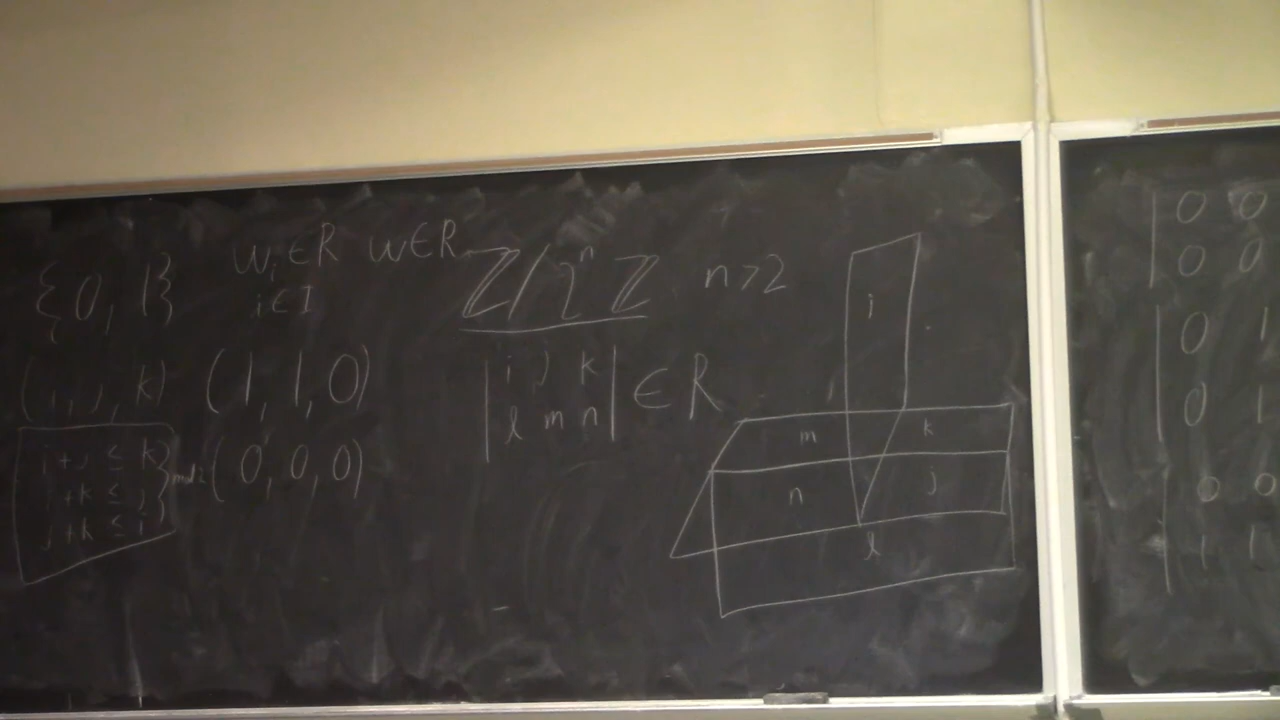 {0, 1}
w_i ∈ R w ∈ R
i ∈ I
ℤ/2^n ℤ n > 2
(i, j, k) (1, 1, 0)
|i j k| ∈ R
|l m n|
i + j ≤ k } mod 2 (0, 0, 0)
i + k ≤ j
j + k ≤ i
i
m k
n j
l
0 0
0 0
0 1
0 1
0 0
1 1